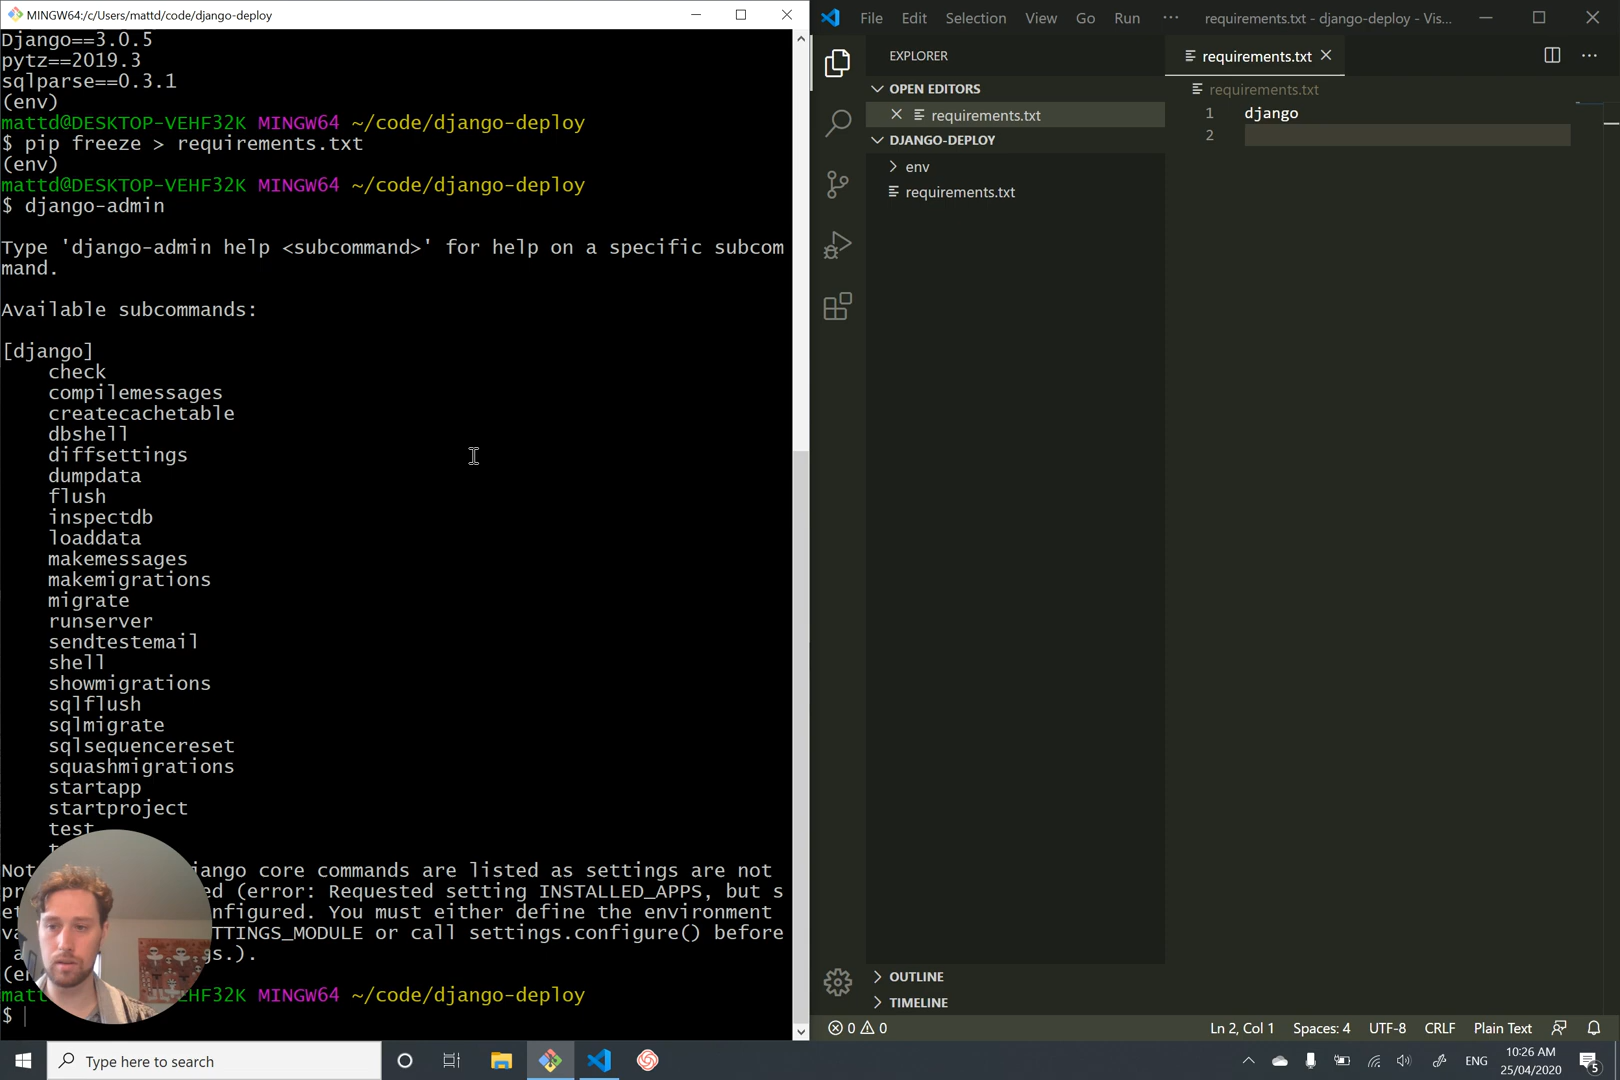 MINGW64:/c/Users/mattd/code/django-deploy
Django==3.0.5
pytz==2019.3
sqlparse==0.3.1
(env)
mattd@DESKTOP-VEHF32K MINGW64 ~/code/django-deploy
$ pip freeze > requirements.txt
(env)
mattd@DESKTOP-VEHF32K MINGW64 ~/code/django-deploy
$ django-admin
Type 'django-admin help <subcommand>' for help on a specific subcom
mand.
Available subcommands:
[django]
check
compilemessages
createcachetable
dbshell
diffsettings
dumpdata
flush
inspectdb
loaddata
makemessages
makemigrations
migrate
runserver
sendtestemail
shell
showmigrations
sqlflush
sqlmigrate
sqlsequencereset
squashmigrations
startapp
startproject
test
Not jango core commands are listed as settings are not
pr ed (error: Requested setting INSTALLED_APPS, but s
et nfigured. You must either define the environment
va TTINGS_MODULE or call settings.configure() before
a gs.).
(en
matt HF32K MINGW64 ~/code/django-deploy
$
Type here to search
File Edit Selection View Go Run ··· requirements.txt - django-deploy - Vis...
EXPLORER
OPEN EDITORS
requirements.txt
DJANGO-DEPLOY
env
requirements.txt
OUTLINE
TIMELINE
requirements.txt
requirements.txt
1 django
2
0 0
Ln 2, Col 1 Spaces: 4 UTF-8 CRLF Plain Text
ENG
10:26 AM
25/04/2020
5